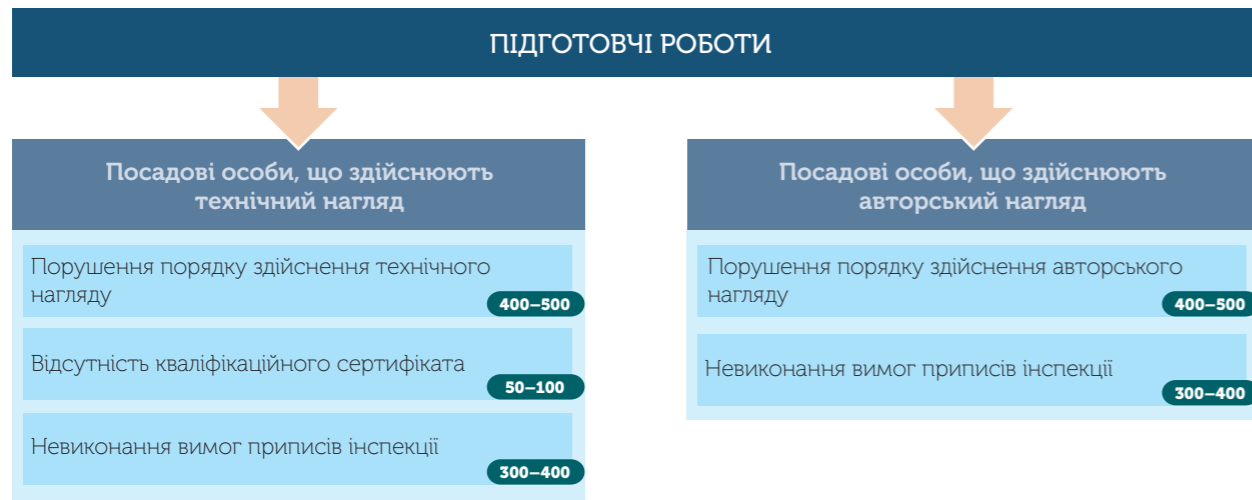 ПІДГОТОВЧІ РОБОТИ
Посадові особи, що здійснюють
технічний нагляд
Порушення порядку здійснення технічного
нагляду
400–500
Відсутність кваліфікаційного сертифіката
50–100
Невиконання вимог приписів інспекції
300–400
Посадові особи, що здійснюють
авторський нагляд
Порушення порядку здійснення авторського
нагляду
400–500
Невиконання вимог приписів інспекції
300–400